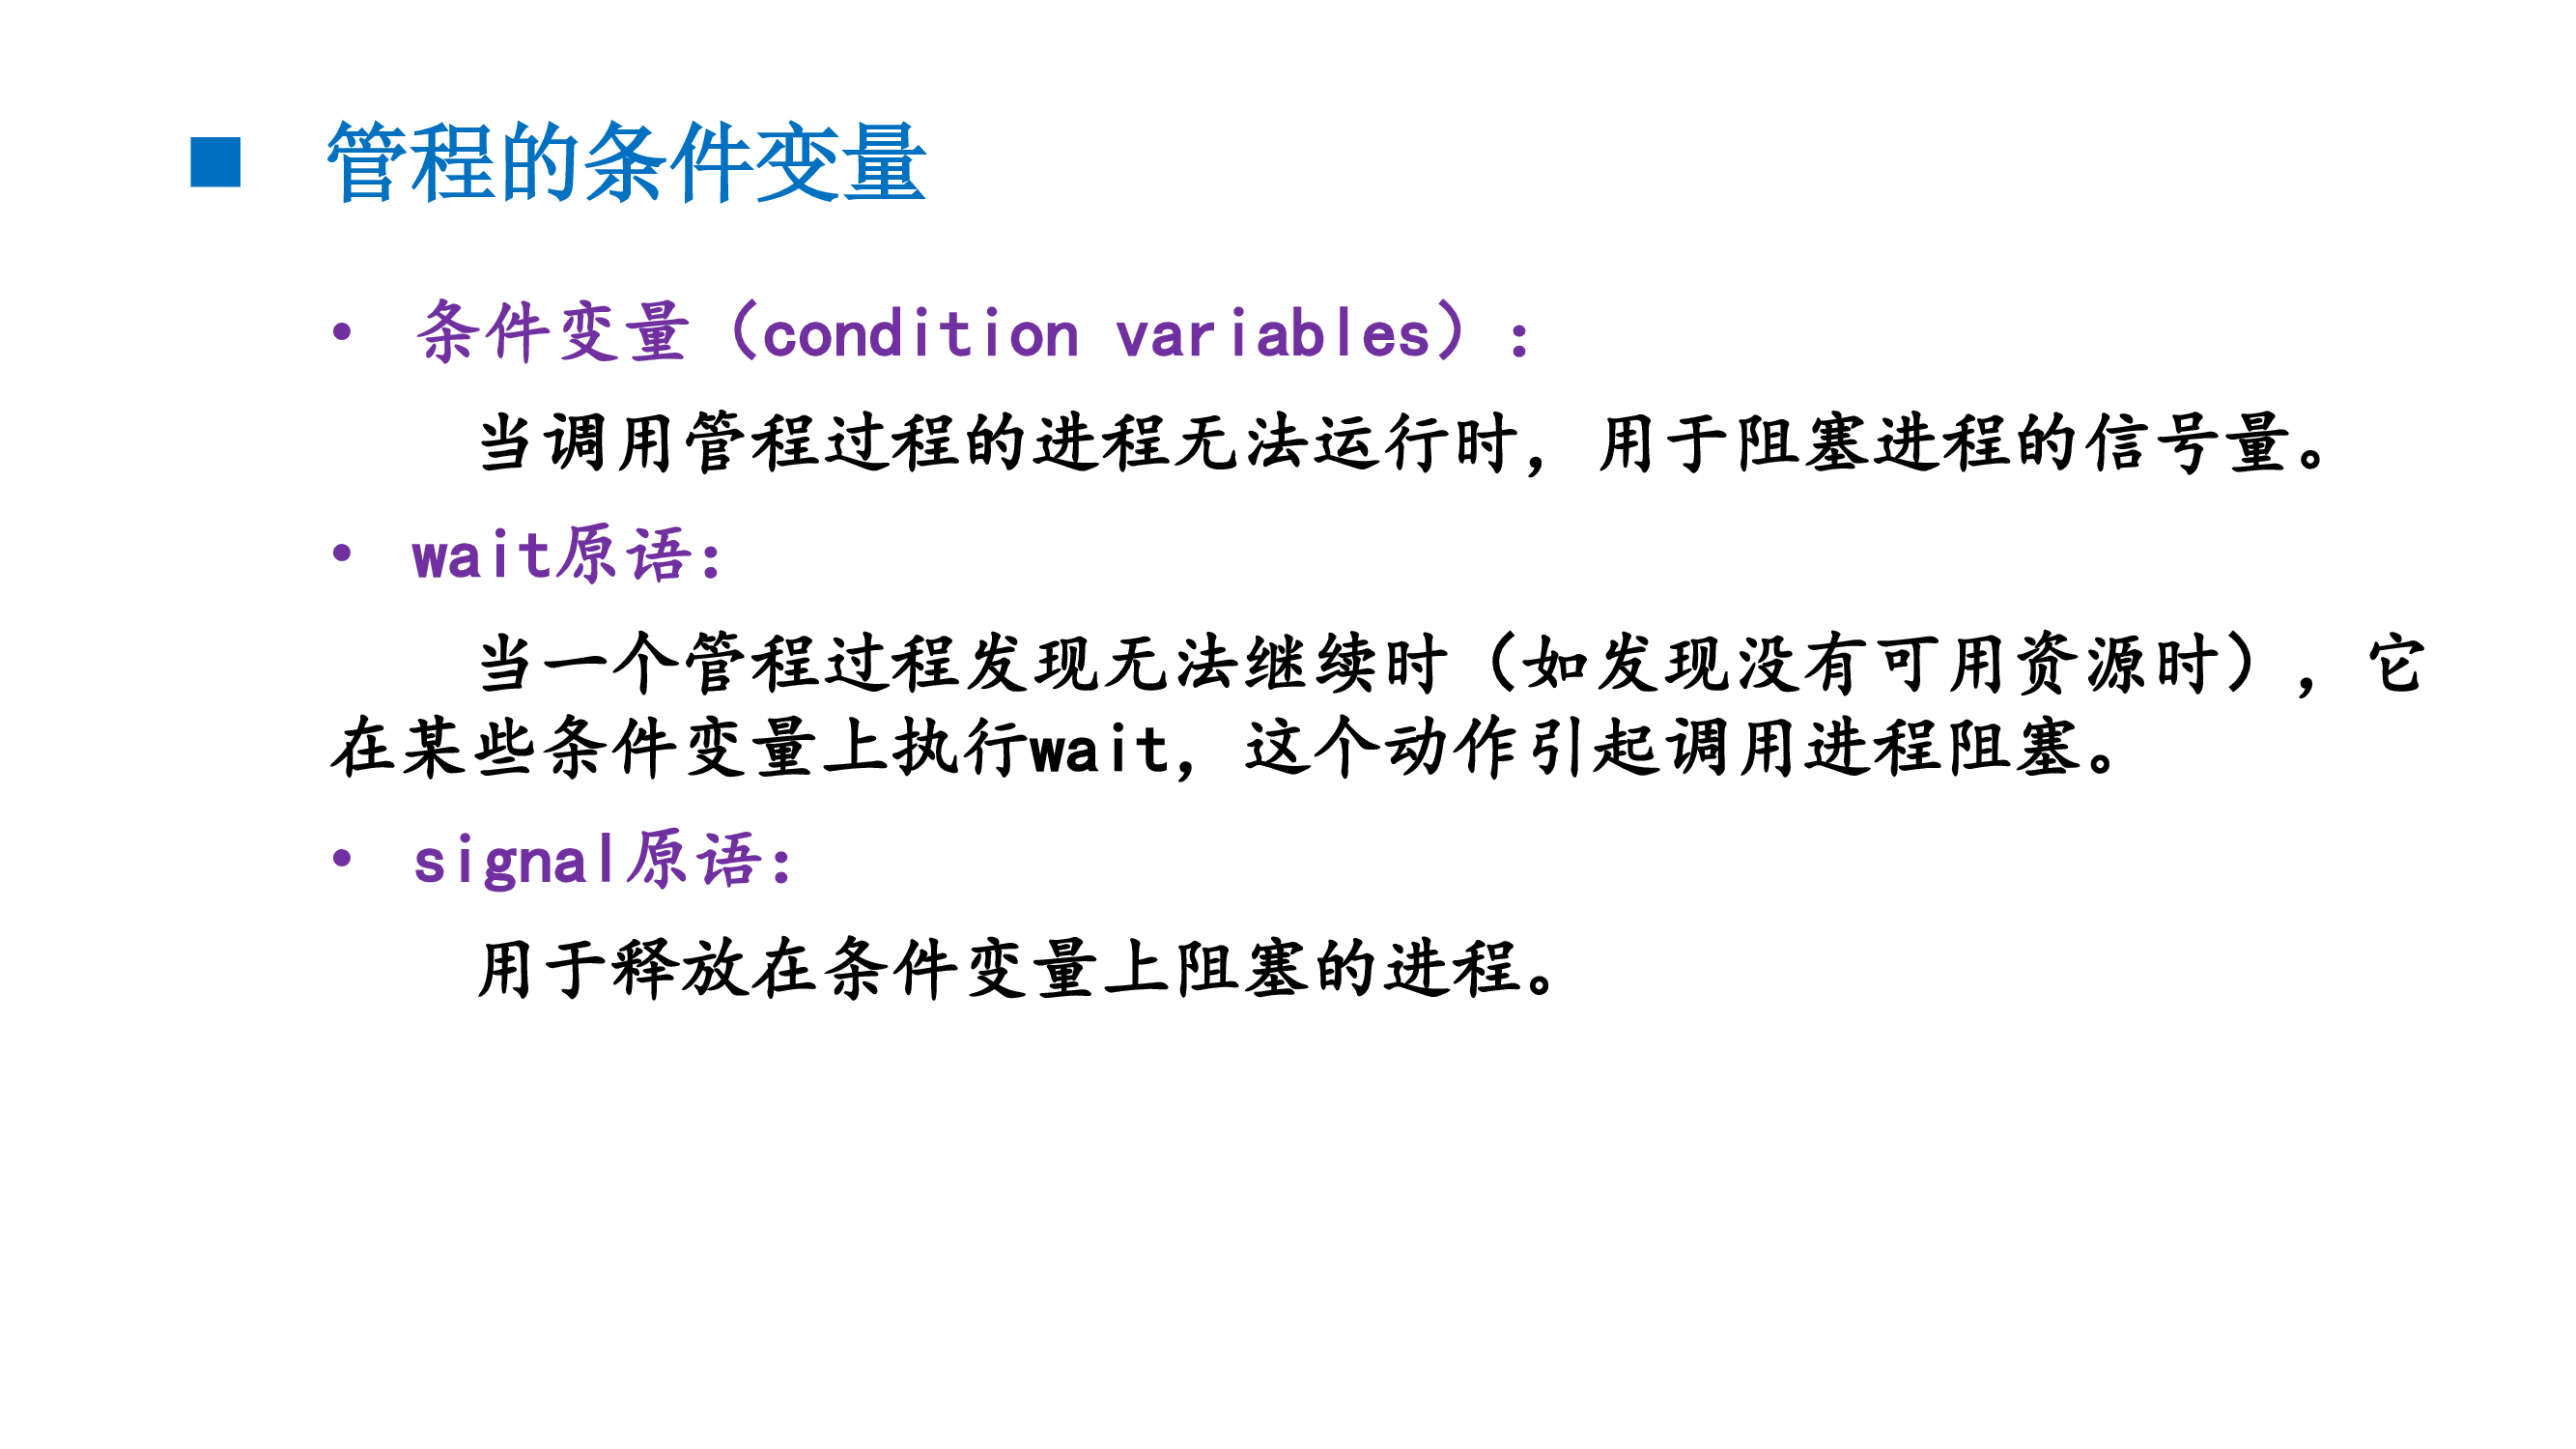 ■ 管程的条件变量
• 条件变量（condition variables）：
当调用管程过程的进程无法运行时，用于阻塞进程的信号量。
• wait原语：
当一个管程过程发现无法继续时（如发现没有可用资源时），它
在某些条件变量上执行wait，这个动作引起调用进程阻塞。
• signal原语：
用于释放在条件变量上阻塞的进程。